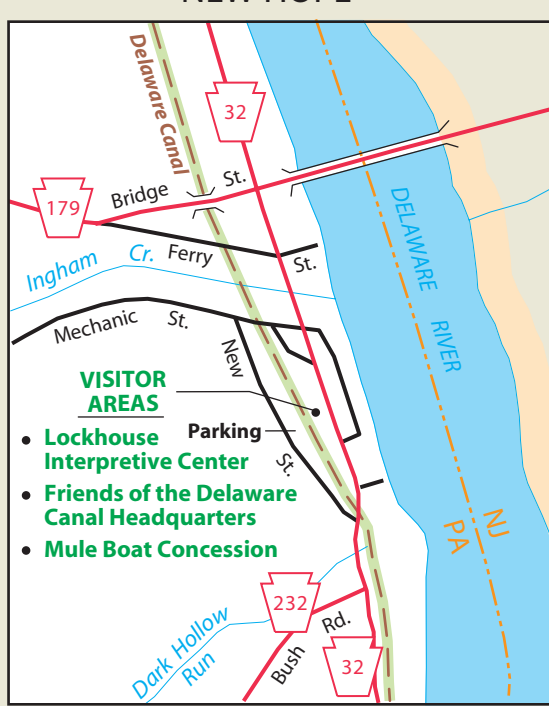 NEW HOPE
Delaware Canal
32
179
Bridge St.
Ferry St.
Ingham Cr.
Mechanic St.
New St.
DELAWARE RIVER
VISITOR
AREAS
Parking
• Lockhouse
Interpretive Center
• Friends of the Delaware
Canal Headquarters
• Mule Boat Concession
NJ
PA
232
Bush Rd.
32
Dark Hollow
Run